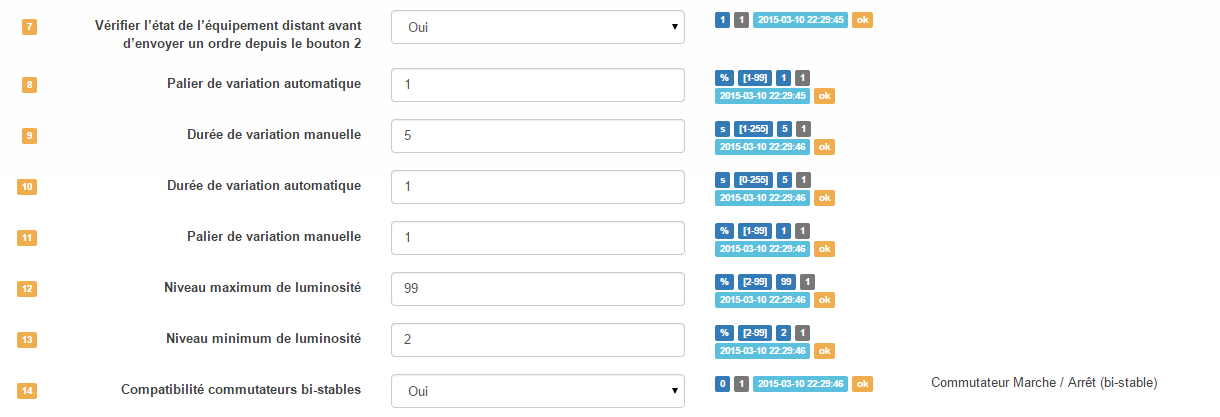 7 Vérifier l’état de l’équipement distant avant Oui 1 1 2015-03-10 22:29:45 ok
d’envoyer un ordre depuis le bouton 2
8 Palier de variation automatique 1 % [1-99] 1 1
2015-03-10 22:29:45 ok
9 Durée de variation manuelle 5 s [1-255] 5 1
2015-03-10 22:29:46 ok
10 Durée de variation automatique 1 s [0-255] 5 1
2015-03-10 22:29:46 ok
11 Palier de variation manuelle 1 % [1-99] 1 1
2015-03-10 22:29:46 ok
12 Niveau maximum de luminosité 99 % [2-99] 99 1
2015-03-10 22:29:46 ok
13 Niveau minimum de luminosité 2 % [2-99] 2 1
2015-03-10 22:29:46 ok
14 Compatibilité commutateurs bi-stables Oui 0 1 2015-03-10 22:29:46 ok Commutateur Marche / Arrêt (bi-stable)